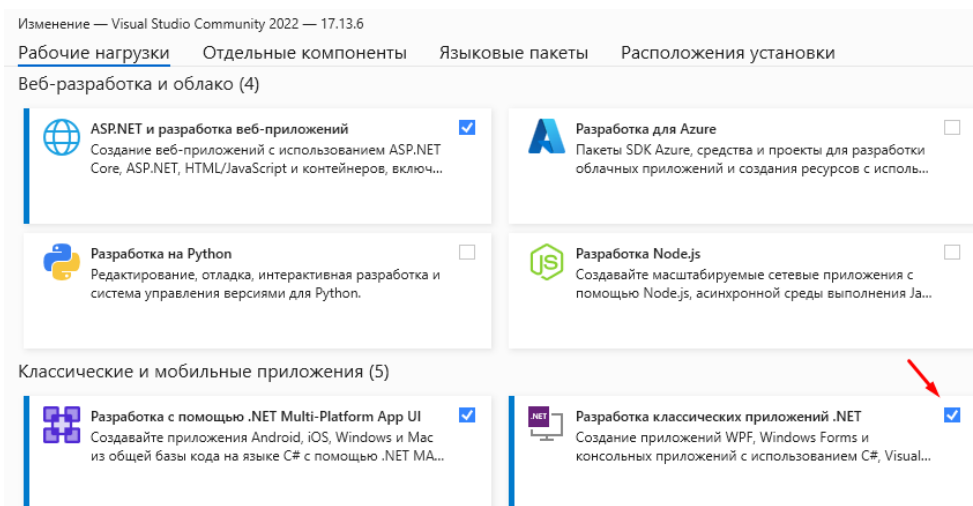 Изменение — Visual Studio Community 2022 — 17.13.6
Рабочие нагрузки Отдельные компоненты Языковые пакеты Расположения установки
Веб-разработка и облако (4)
ASP.NET и разработка веб-приложений
Создание веб-приложений с использованием ASP.NET
Core, ASP.NET, HTML/JavaScript и контейнеров, включ...
Разработка для Azure
Пакеты SDK Azure, средства и проекты для разработки
облачных приложений и создания ресурсов с исполь...
Разработка на Python
Редактирование, отладка, интерактивная разработка и
система управления версиями для Python.
JS
Разработка Node.js
Создавайте масштабируемые сетевые приложения с
помощью Node.js, асинхронной среды выполнения Ja...
Классические и мобильные приложения (5)
Разработка с помощью .NET Multi-Platform App UI
Создавайте приложения Android, iOS, Windows и Mac
из общей базы кода на языке C# с помощью .NET MA...
.NET
Разработка классических приложений .NET
Создание приложений WPF, Windows Forms и
консольных приложений с использованием C#, Visual...